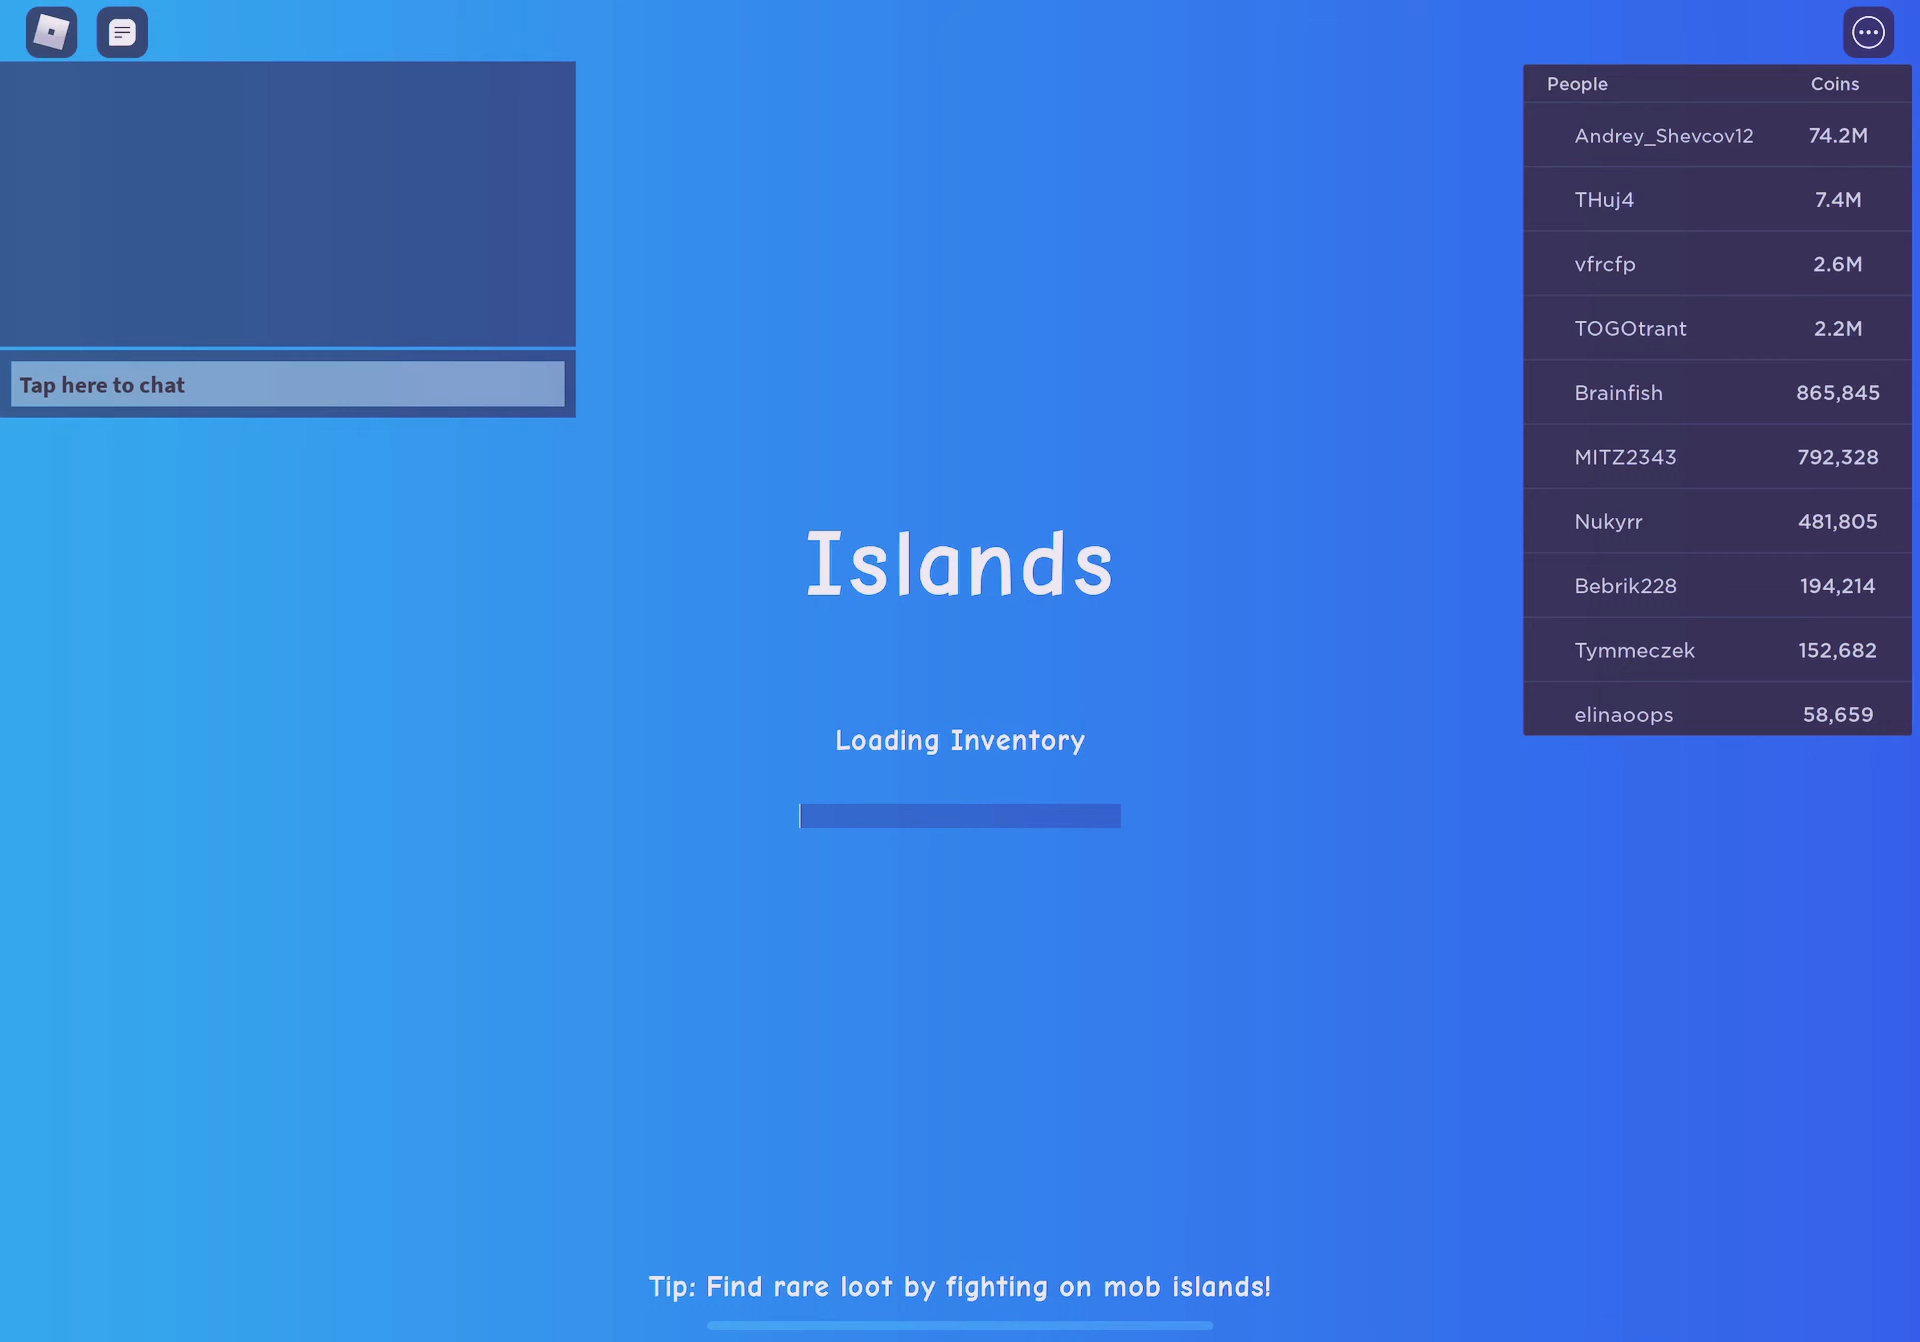 People Coins
Andrey_Shevcov12 74.2M
THuj4 7.4M
vfrcfp 2.6M
TOGOtrant 2.2M
Brainfish 865,845
MITZ2343 792,328
Nukyrr 481,805
Bebrik228 194,214
Tymmeczek 152,682
elinaoops 58,659
Tap here to chat
Islands
Loading Inventory
Tip: Find rare loot by fighting on mob islands!